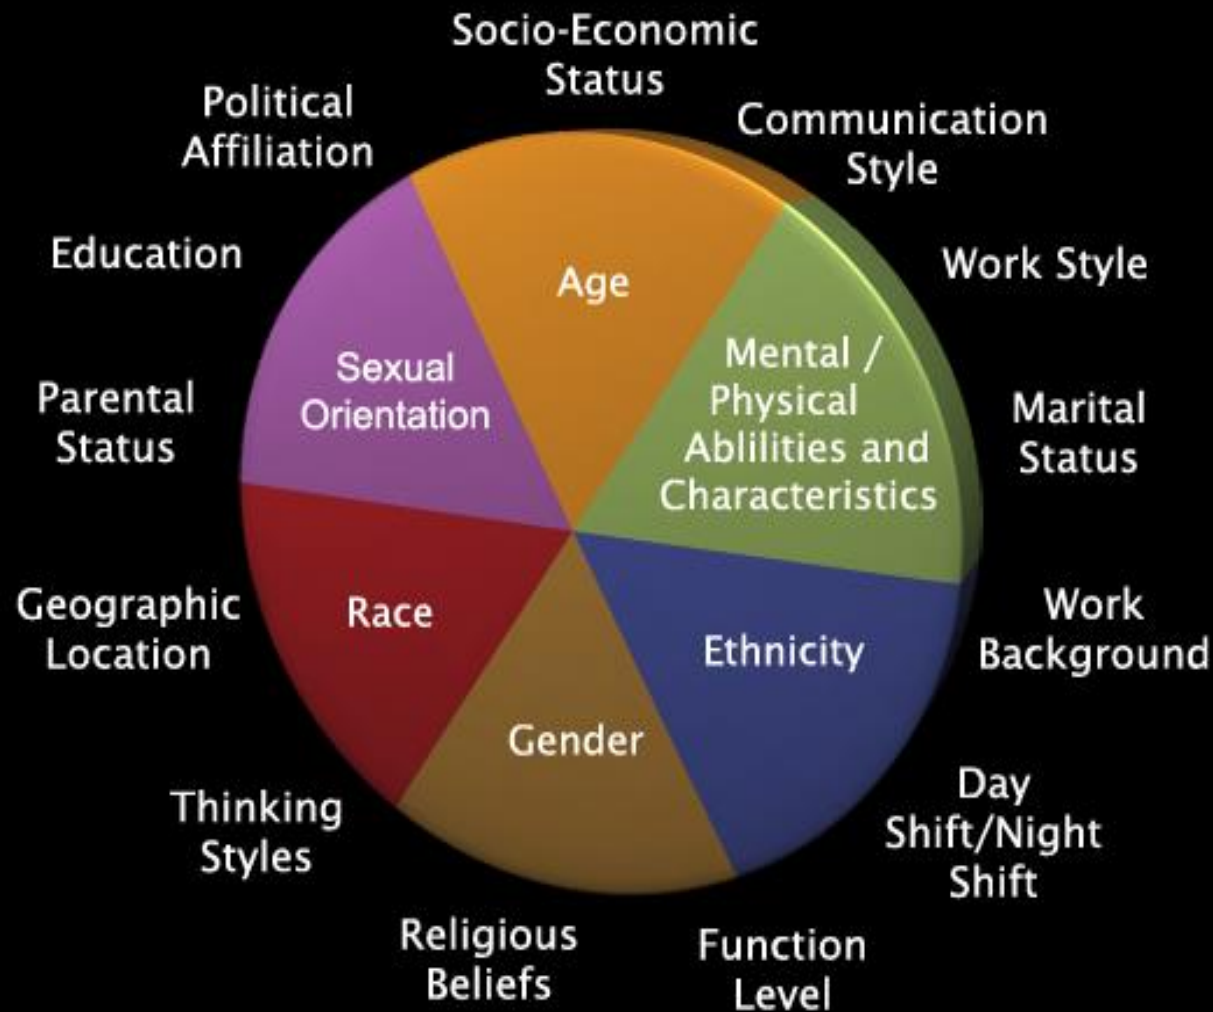 Socio-Economic
Status
Political
Affiliation
Communication
Style
Education
Work Style
Age
Sexual
Orientation
Mental /
Physical
Ablilities and
Characteristics
Parental
Status
Marital
Status
Geographic
Location
Race
Ethnicity
Work
Background
Gender
Thinking
Styles
Day
Shift/Night
Shift
Religious
Beliefs
Function
Level